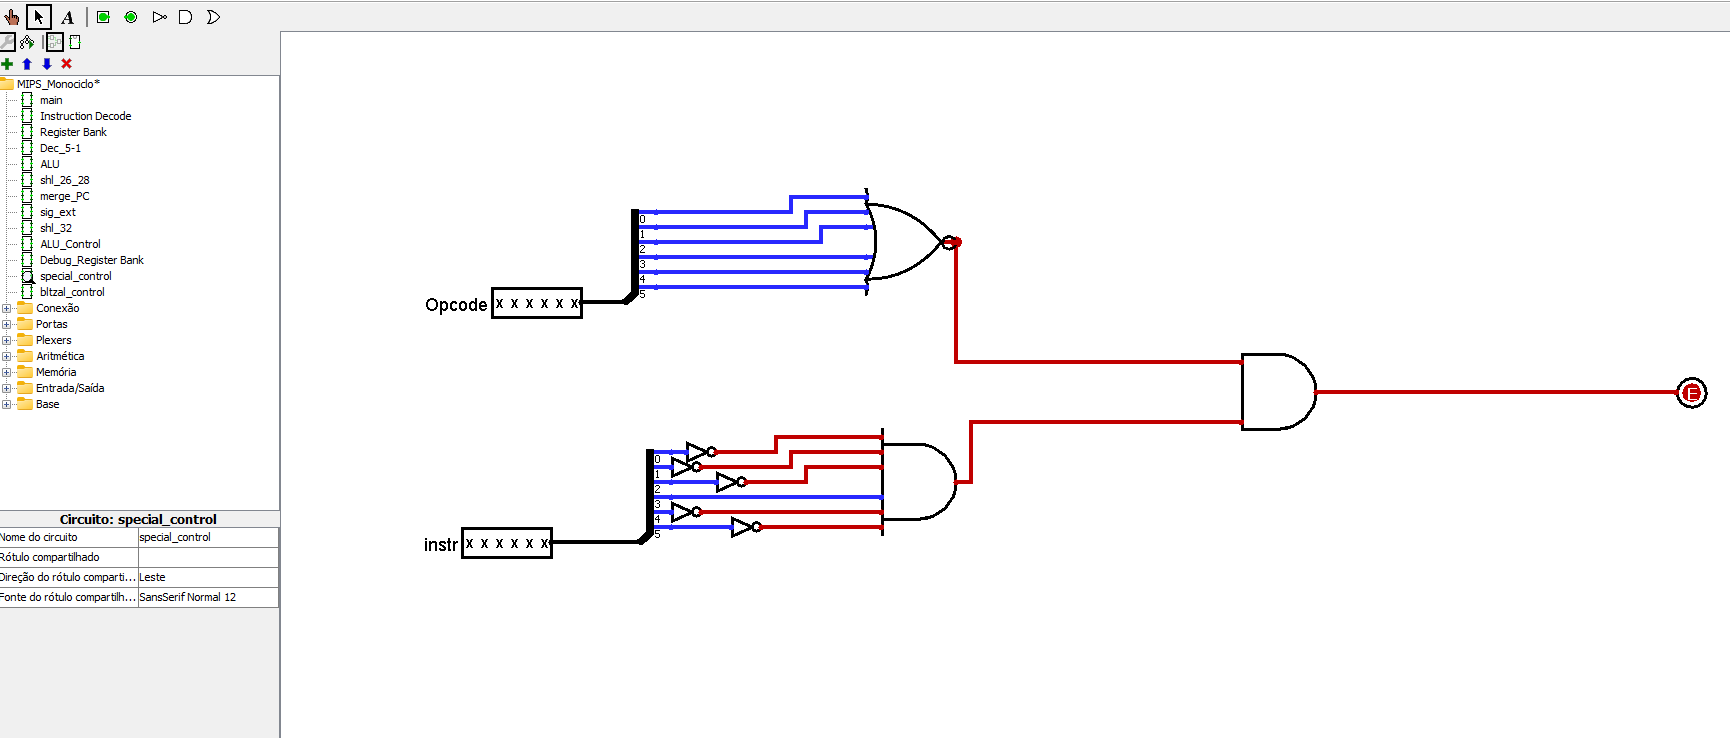 A
MIPS_Monociclo*
main
Instruction Decode
Register Bank
Dec_5-1
ALU
shl_26_28
merge_PC
sig_ext
shl_32
ALU_Control
Debug_Register Bank
special_control
bltzal_control
Conexão
Portas
Plexers
Aritmética
Memória
Entrada/Saída
Base
Circuito: special_control
Nome do circuito special_control
Rótulo compartilhado
Direção do rótulo comparti... Leste
Fonte do rótulo compartilh... SansSerif Normal 12
0
1
2
3
4
5
Opcode x x x x x x
0
1
2
3
4
5
instr x x x x x x
E